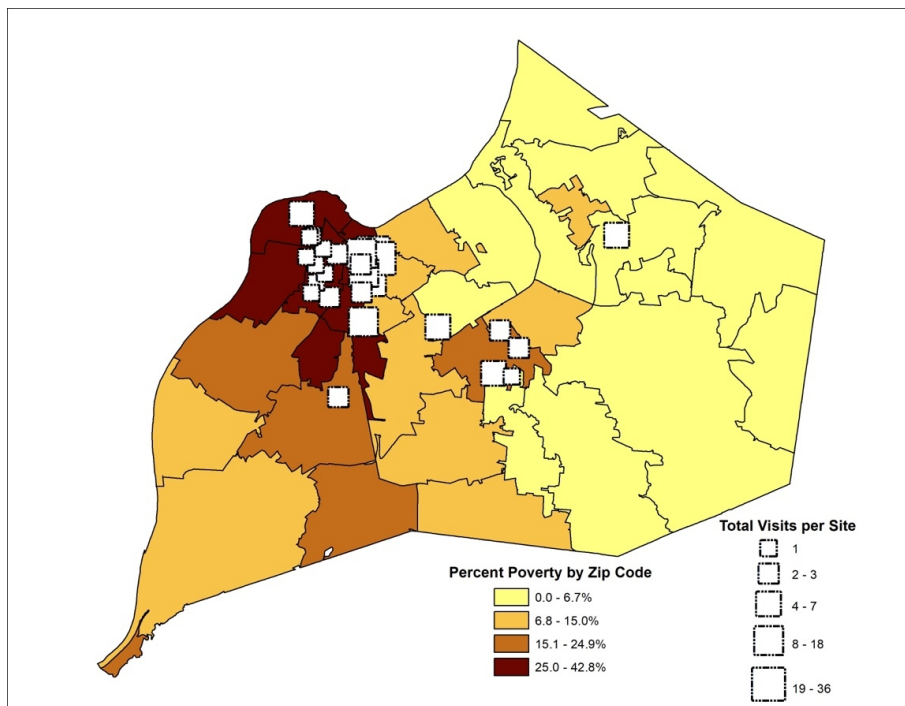 Percent Poverty by Zip Code
0.0 - 6.7%
6.8 - 15.0%
15.1 - 24.9%
25.0 - 42.8%
Total Visits per Site
1
2 - 3
4 - 7
8 - 18
19 - 36